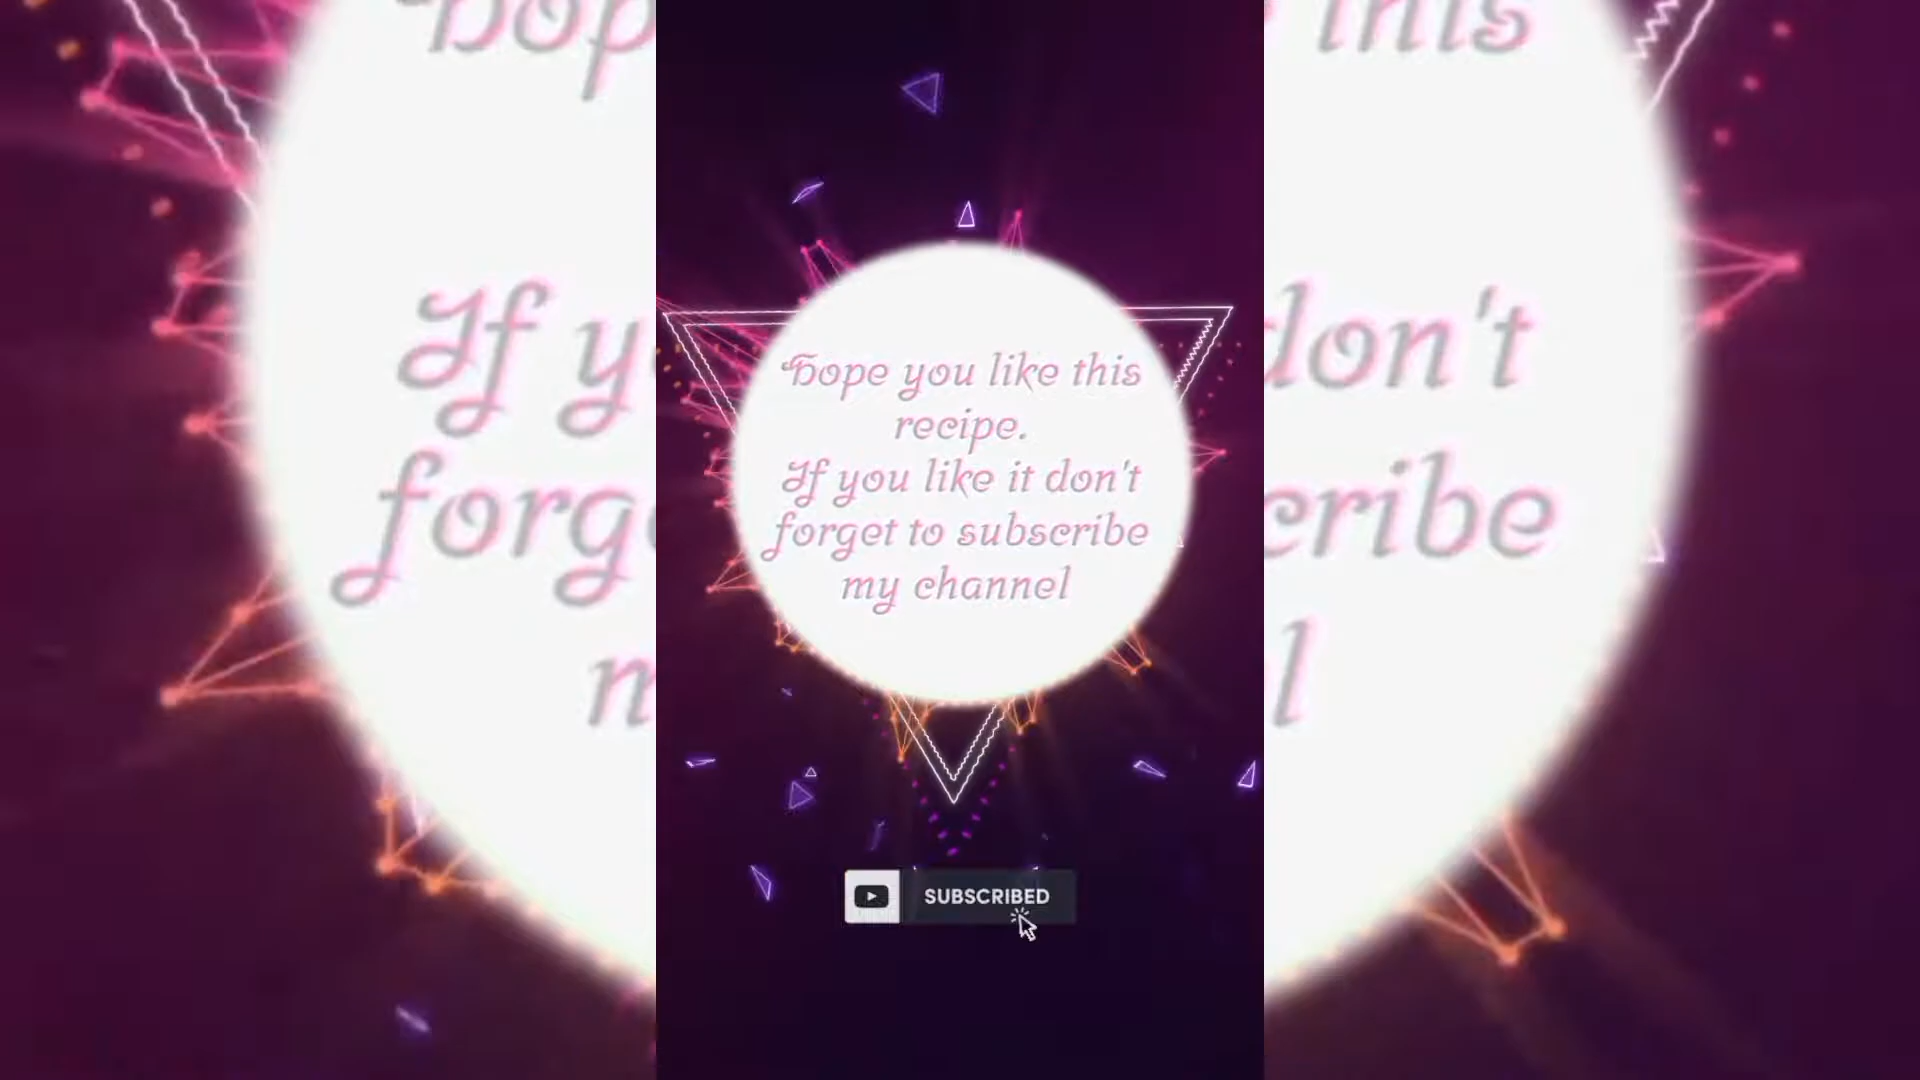 Hope you like this
recipe.
If you like it don't
forget to subscribe
my channel
SUBSCRIBED